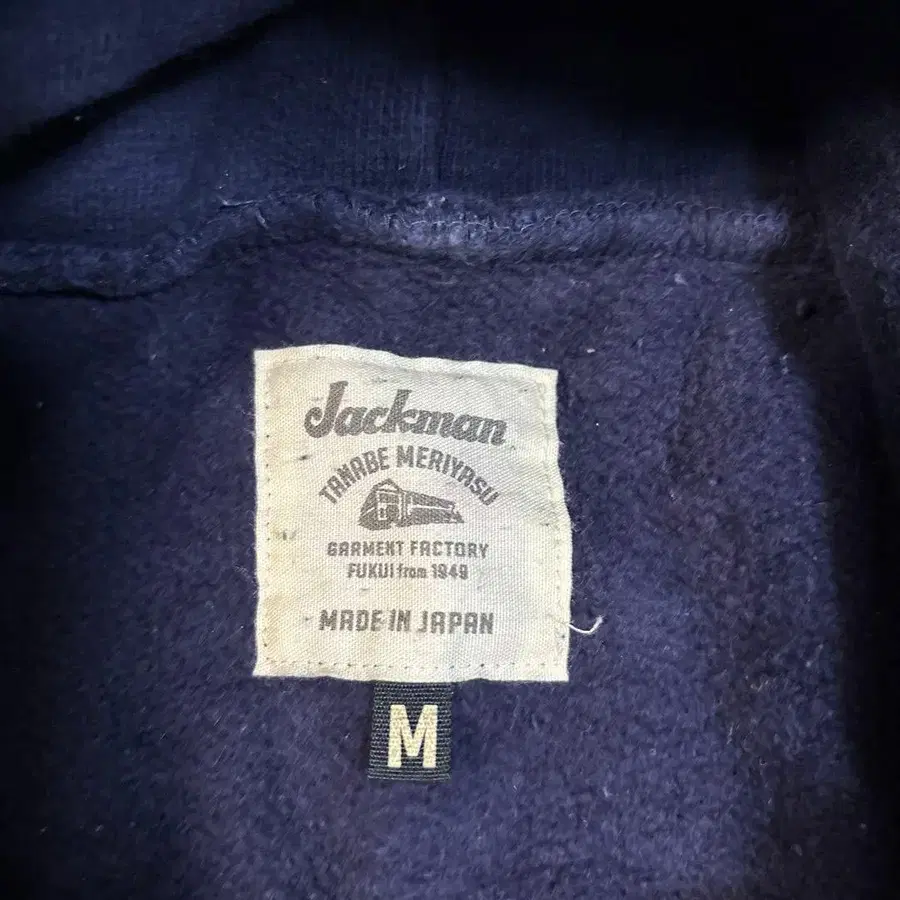 Jackman
TANABE MERIYASU
GARMENT FACTORY
FUKUI from 1949
MADE IN JAPAN
M